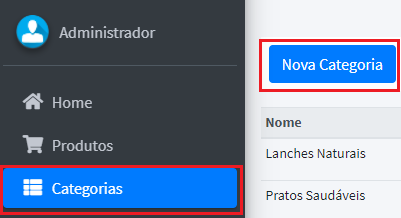 Administrador
Home
Produtos
Categorias
Nova Categoria
Nome
Lanches Naturais
Pratos Saudáveis